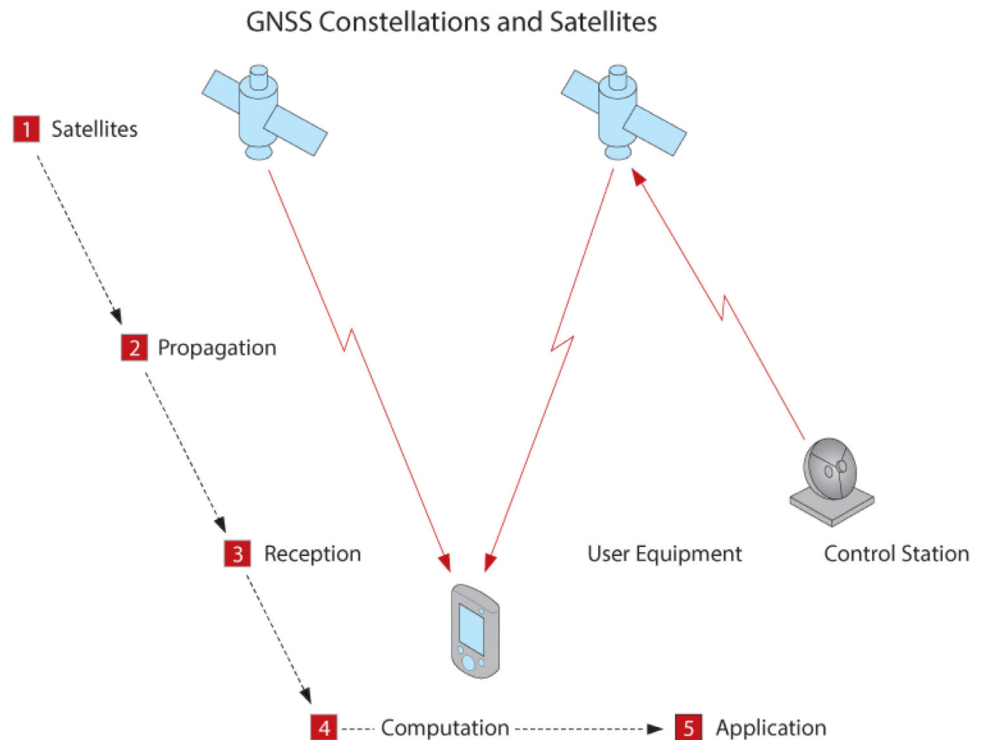 GNSS Constellations and Satellites
1 Satellites
2 Propagation
3 Reception
User Equipment
Control Station
4 Computation
5 Application